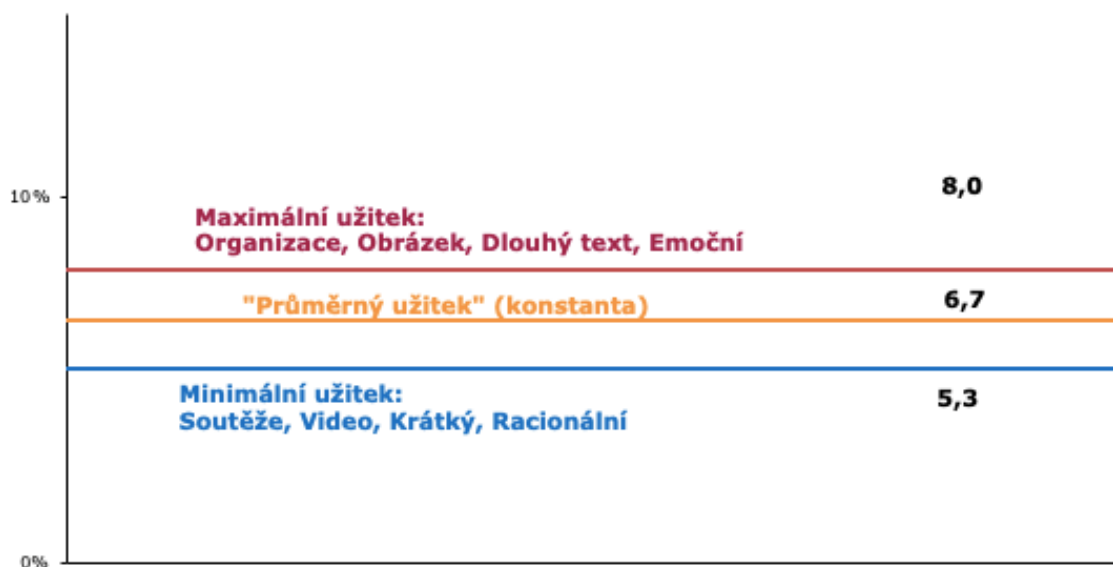 10%
8,0
Maximální užitek:
Organizace, Obrázek, Dlouhý text, Emoční
"Průměrný užitek" (konstanta)
6,7
Minimální užitek:
5,3
Soutěže, Video, Krátký, Racionální
0%